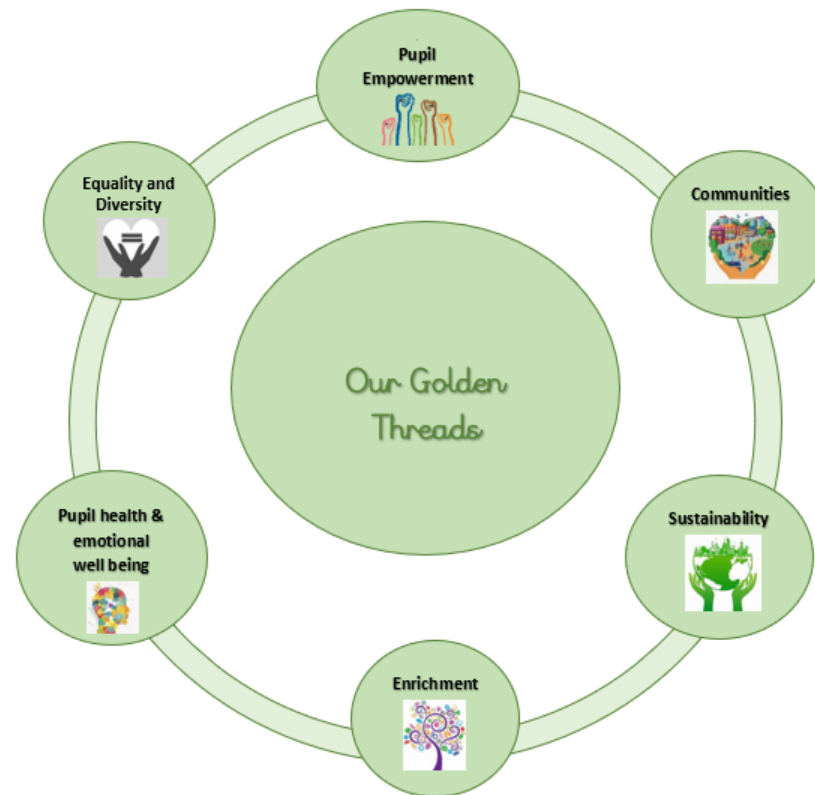 Pupil
Empowerment
Communities
Sustainability
Enrichment
Pupil health &
emotional
well being
Equality and
Diversity
Our Golden
Threads